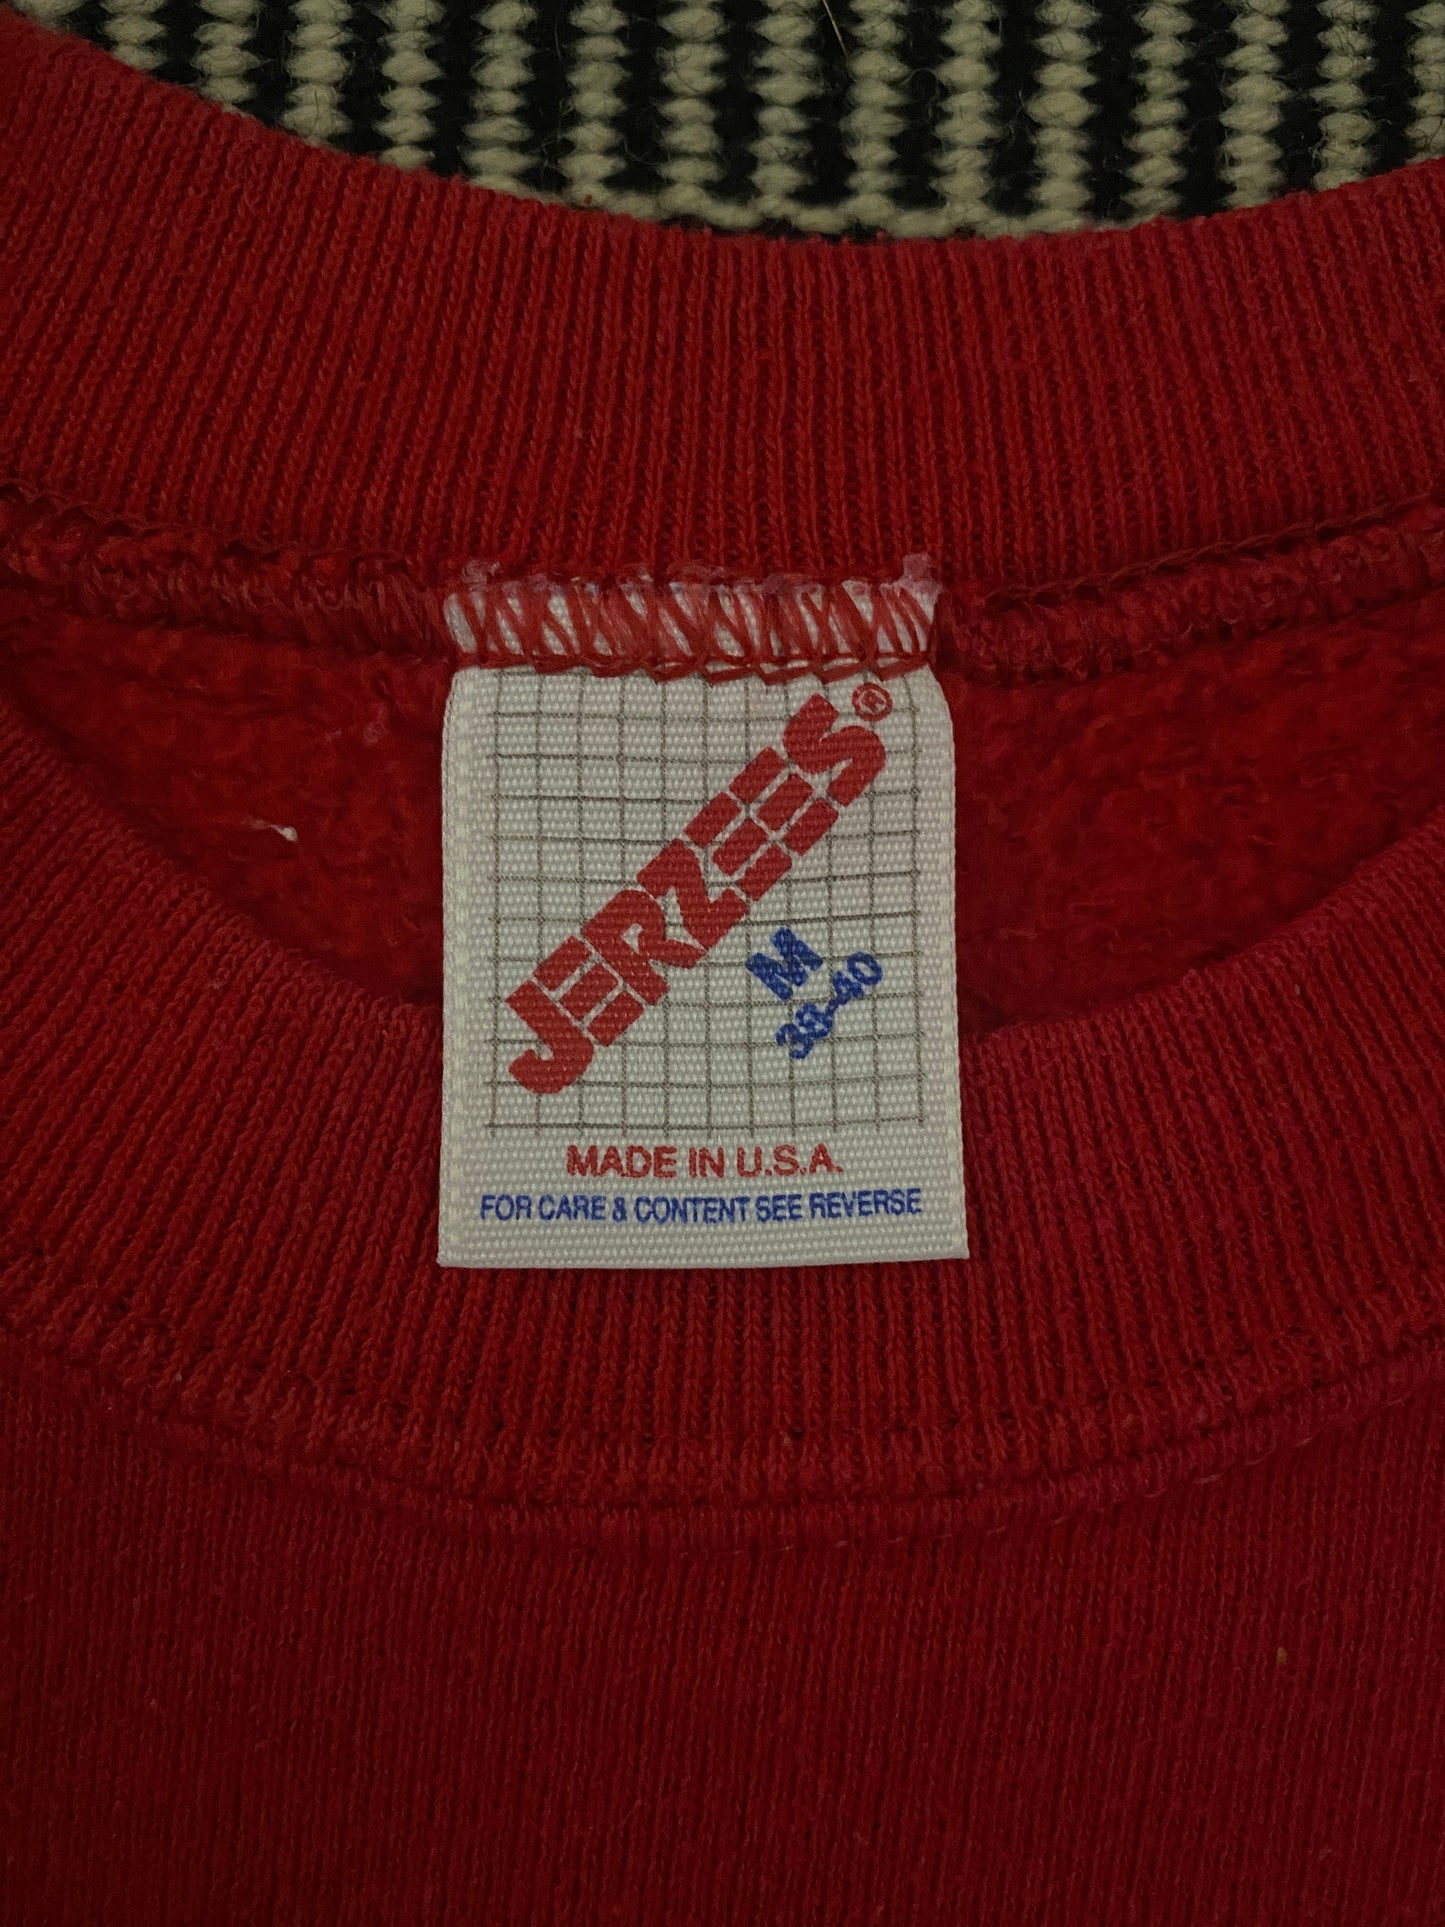 JERZEES®
M
38-40
MADE IN U.S.A.
FOR CARE & CONTENT SEE REVERSE